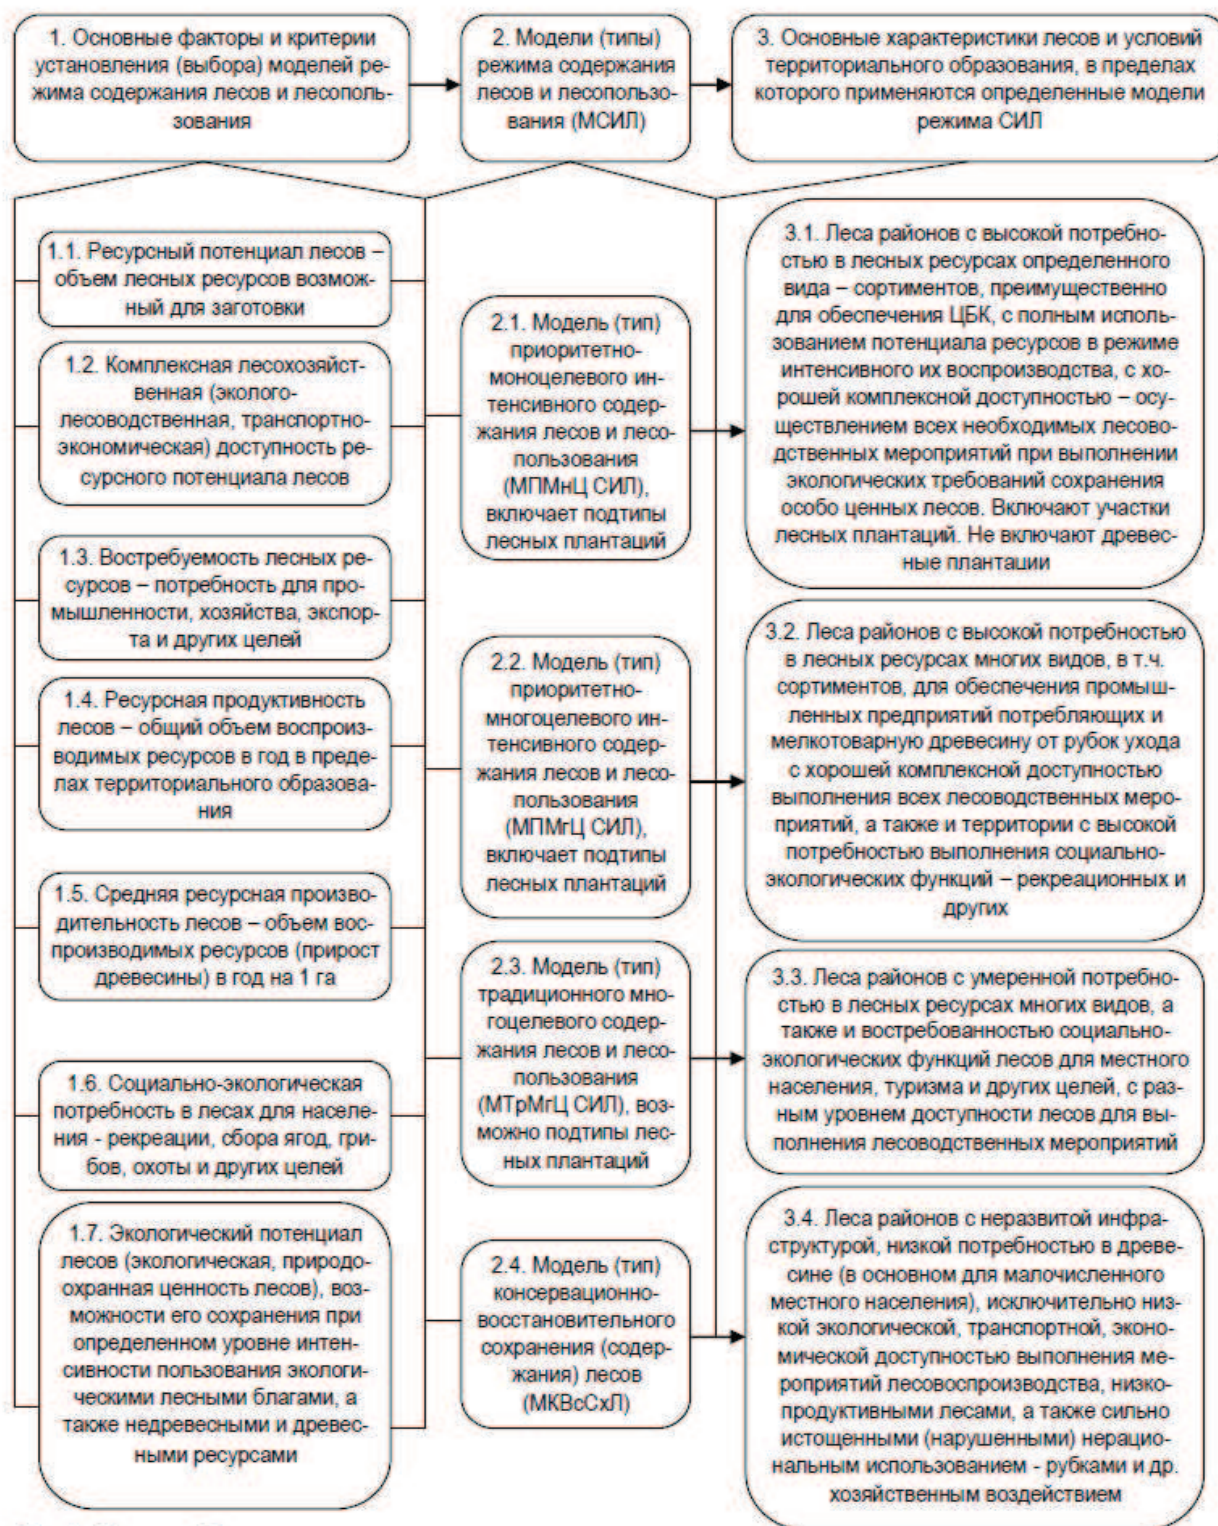 1. Основные факторы и критерии
установления (выбора) моделей ре-
жима содержания лесов и лесополь-
зования
2. Модели (типы)
режима содержания
лесов и лесопользо-
вания (МСИЛ)
3. Основные характеристики лесов и условий
территориального образования, в пределах
которого применяются определенные модели
режима СИЛ
1.1. Ресурсный потенциал лесов –
объем лесных ресурсов возмож-
ный для заготовки
1.2. Комплексная лесохозяйст-
венная (эколого-
лесоводственная, транспортно-
экономическая) доступность ре-
сурсного потенциала лесов
1.3. Востребуемость лесных ре-
сурсов – потребность для про-
мышленности, хозяйства, экспор-
та и других целей
1.4. Ресурсная продуктивность
лесов – общий объем воспроиз-
водимых ресурсов в год в преде-
лах территориального образова-
ния
1.5. Средняя ресурсная произво-
дительность лесов – объем вос-
производимых ресурсов (прирост
древесины) в год на 1 га
1.6. Социально-экологическая
потребность в лесах для населе-
ния - рекреации, сбора ягод, гри-
бов, охоты и других целей
1.7. Экологический потенциал
лесов (экологическая, природо-
охранная ценность лесов), воз-
можности его сохранения при
определенном уровне интен-
сивности пользования экологи-
ческими лесными благами, а
также недревесными и древес-
ными ресурсами
2.1. Модель (тип)
приоритетно-
моноцелевого ин-
тенсивного содер-
жания лесов и лесо-
пользования
(МПМнЦ СИЛ),
включает подтипы
лесных плантаций
2.2. Модель (тип)
приоритетно-
многоцелевого ин-
тенсивного содер-
жания лесов и лесо-
пользования
(МПМгЦ СИЛ),
включает подтипы
лесных плантаций
2.3. Модель (тип)
традиционного мно-
гоцелевого содер-
жания лесов и лесо-
пользования
(МТрМгЦ СИЛ), воз-
можно подтипы лес-
ных плантаций
2.4. Модель (тип)
консервационно-
восстановительного
сохранения (содер-
жания) лесов
(МКВсСхЛ)
3.1. Леса районов с высокой потребно-
стью в лесных ресурсах определенного
вида – сортиментов, преимущественно
для обеспечения ЦБК, с полным исполь-
зованием потенциала ресурсов в режиме
интенсивного их воспроизводства, с хо-
рошей комплексной доступностью – осу-
ществлением всех необходимых лесово-
дственных мероприятий при выполнении
экологических требований сохранения
особо ценных лесов. Включают участки
лесных плантаций. Не включают древес-
ные плантации
3.2. Леса районов с высокой потребностью
в лесных ресурсах многих видов, в т.ч.
сортиментов, для обеспечения промыш-
ленных предприятий потребляющих и
мелкотоварную древесину от рубок ухода
с хорошей комплексной доступностью
выполнения всех лесоводственных меро-
приятий, а также и территории с высокой
потребностью выполнения социально-
экологических функций – рекреационных и
других
3.3. Леса районов с умеренной потребно-
стью в лесных ресурсах многих видов, а
также и востребованностью социально-
экологических функций лесов для местного
населения, туризма и других целей, с раз-
ным уровнем доступности лесов для вы-
полнения лесоводственных мероприятий
3.4. Леса районов с неразвитой инфра-
структурой, низкой потребностью в древе-
сине (в основном для малочисленного
местного населения), исключительно низ-
кой экологической, транспортной, эконо-
мической доступностью выполнения ме-
роприятий лесовоспроизводства, низко-
продуктивными лесами, а также сильно
истощенными (нарушенными) нерацио-
нальным использованием - рубками и др.
хозяйственным воздействием